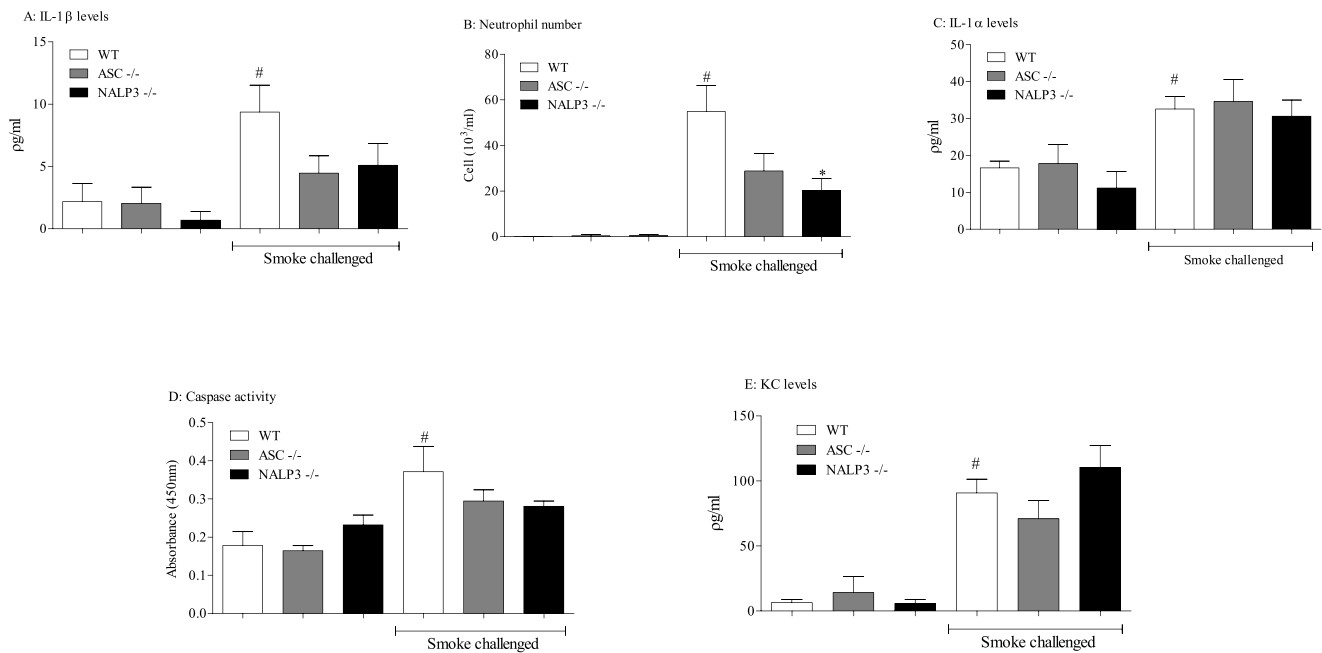 A: IL-1β levels
15
10
5
0
ρg/ml
WT
ASC -/-
NALP3 -/-
#
Smoke challenged
B: Neutrophil number
80
60
40
20
0
Cell (10³/ml)
WT
ASC -/-
NALP3 -/-
#
*
Smoke challenged
C: IL-1α levels
50
40
30
20
10
0
ρg/ml
WT
ASC -/-
NALP3 -/-
#
Smoke challenged
D: Caspase activity
0.5
0.4
0.3
0.2
0.1
0.0
Absorbance (450nm)
WT
ASC -/-
NALP3 -/-
#
Smoke challenged
E: KC levels
150
100
50
0
ρg/ml
WT
ASC -/-
NALP3 -/-
#
Smoke challenged